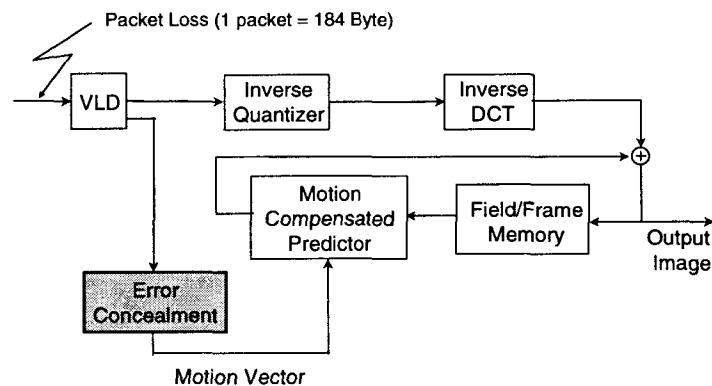 Packet Loss (1 packet = 184 Byte)
VLD
Inverse
Quantizer
Inverse
DCT
+
Motion
Compensated
Predictor
Field/Frame
Memory
Output
Image
Error
Concealment
Motion Vector